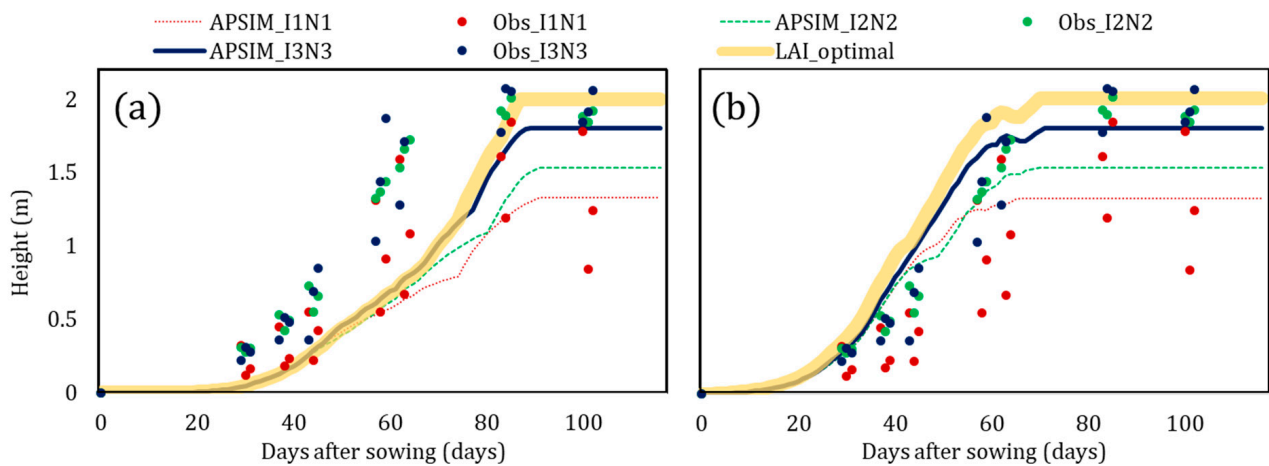 APSIM_I1N1 Obs_I1N1 APSIM_I2N2 Obs_I2N2
APSIM_I3N3 Obs_I3N3 LAI_optimal
(a)
(b)
Height (m)
2
1.5
1
0.5
0
0 20 40 60 80 100
0 20 40 60 80 100
Days after sowing (days)
Days after sowing (days)